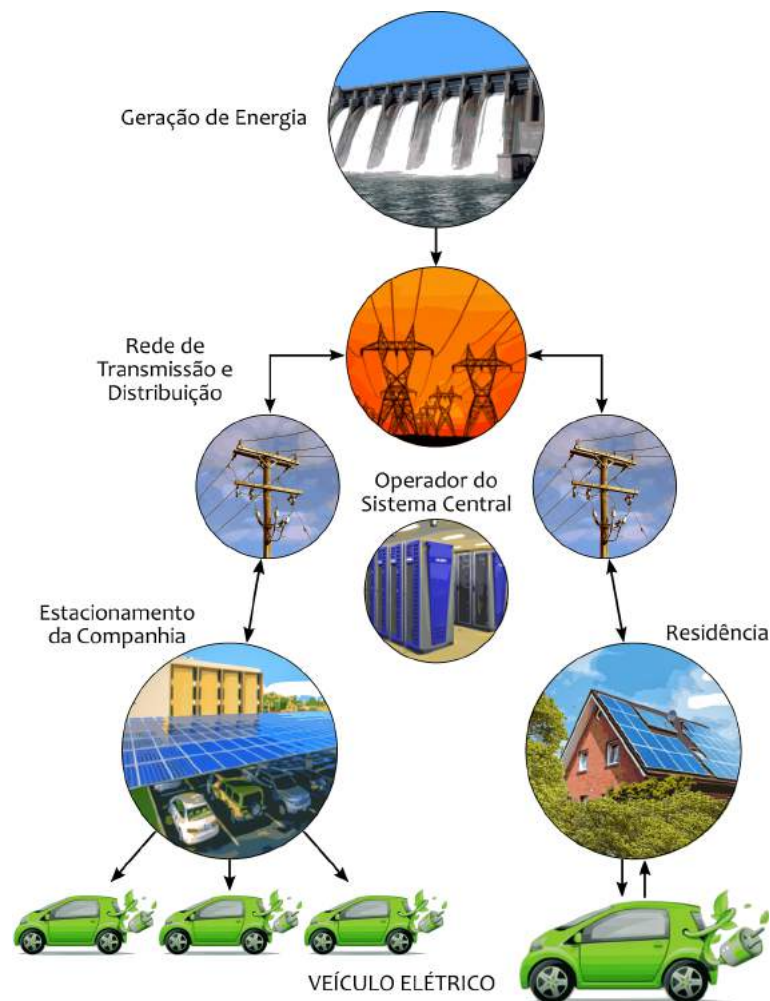 Geração de Energia
Rede de
Transmissão e
Distribuição
Operador do
Sistema Central
Estacionamento
da Companhia
Residência
VEÍCULO ELÉTRICO